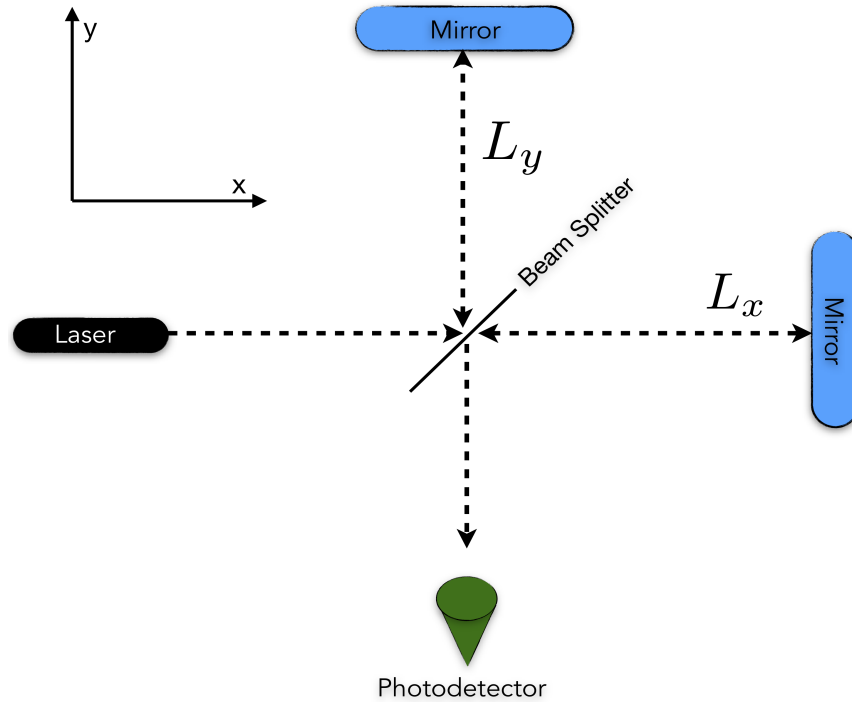 Mirror
y
L_y
x
Beam Splitter
L_x
Mirror
Laser
Photodetector